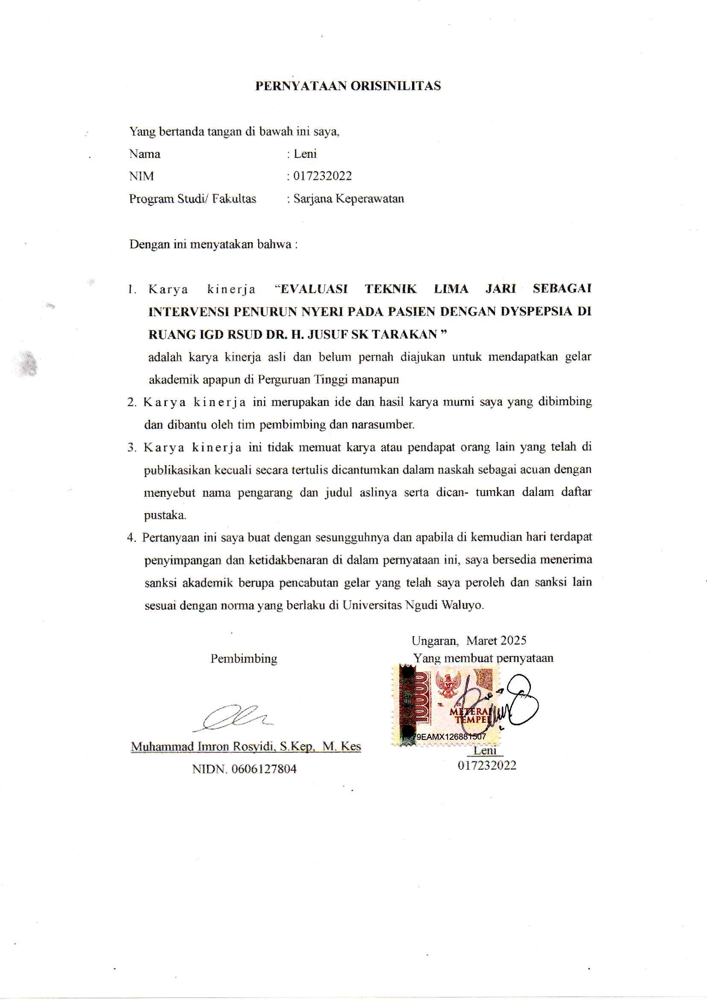 PERNYATAAN ORISINILITAS
Yang bertanda tangan di bawah ini saya,
Nama : Leni
NIM : 017232022
Program Studi/ Fakultas : Sarjana Keperawatan
Dengan ini menyatakan bahwa :
1. Karya kinerja “EVALUASI TEKNIK LIMA JARI SEBAGAI
INTERVENSI PENURUN NYERI PADA PASIEN DENGAN DYSPEPSIA DI
RUANG IGD RSUD DR. H. JUSUF SK TARAKAN ”
adalah karya kinerja asli dan belum pernah diajukan untuk mendapatkan gelar
akademik apapun di Perguruan Tinggi manapun
2. Karya kinerja ini merupakan ide dan hasil karya murni saya yang dibimbing
dan dibantu oleh tim pembimbing dan narasumber.
3. Karya kinerja ini tidak memuat karya atau pendapat orang lain yang telah di
publikasikan kecuali secara tertulis dicantumkan dalam naskah sebagai acuan dengan
menyebut nama pengarang dan judul aslinya serta dican- tumkan dalam daftar
pustaka.
4. Pertanyaan ini saya buat dengan sesungguhnya dan apabila di kemudian hari terdapat
penyimpangan dan ketidakbenaran di dalam pernyataan ini, saya bersedia menerima
sanksi akademik berupa pencabutan gelar yang telah saya peroleh dan sanksi lain
sesuai dengan norma yang berlaku di Universitas Ngudi Waluyo.
Ungaran, Maret 2025
Pembimbing Yang membuat pernyataan
10000
TGL. 20
METERAI
TEMPEL
79EAMX126881507
Muhammad Imron Rosyidi, S.Kep, M. Kes
Leni
NIDN. 0606127804
017232022